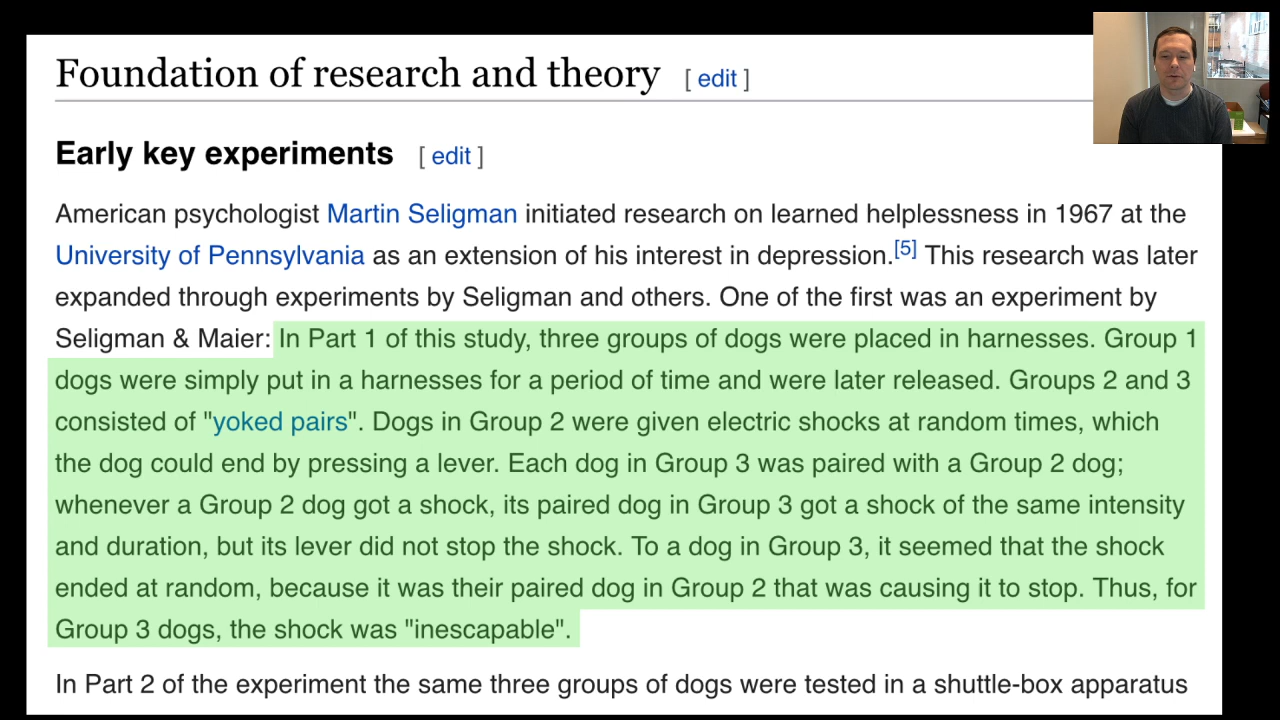 Foundation of research and theory [ edit ]
Early key experiments [ edit ]
American psychologist Martin Seligman initiated research on learned helplessness in 1967 at the
University of Pennsylvania as an extension of his interest in depression.[5] This research was later
expanded through experiments by Seligman and others. One of the first was an experiment by
Seligman & Maier: In Part 1 of this study, three groups of dogs were placed in harnesses. Group 1
dogs were simply put in a harnesses for a period of time and were later released. Groups 2 and 3
consisted of "yoked pairs". Dogs in Group 2 were given electric shocks at random times, which
the dog could end by pressing a lever. Each dog in Group 3 was paired with a Group 2 dog;
whenever a Group 2 dog got a shock, its paired dog in Group 3 got a shock of the same intensity
and duration, but its lever did not stop the shock. To a dog in Group 3, it seemed that the shock
ended at random, because it was their paired dog in Group 2 that was causing it to stop. Thus, for
Group 3 dogs, the shock was "inescapable".
In Part 2 of the experiment the same three groups of dogs were tested in a shuttle-box apparatus